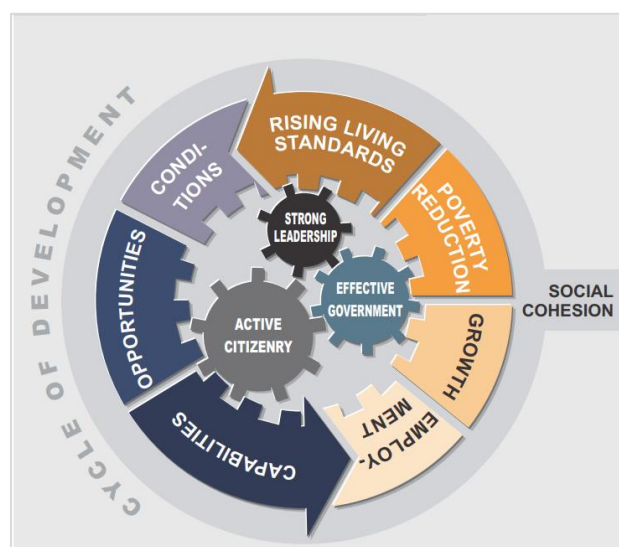 CYCLE OF DEVELOPMENT
RISING LIVING
STANDARDS
POVERTY
REDUCTION
GROWTH
EMPLOY-
MENT
CAPABILITIES
OPPORTUNITIES
CONDI-
TIONS
STRONG
LEADERSHIP
EFFECTIVE
GOVERNMENT
ACTIVE
CITIZENRY
SOCIAL
COHESION